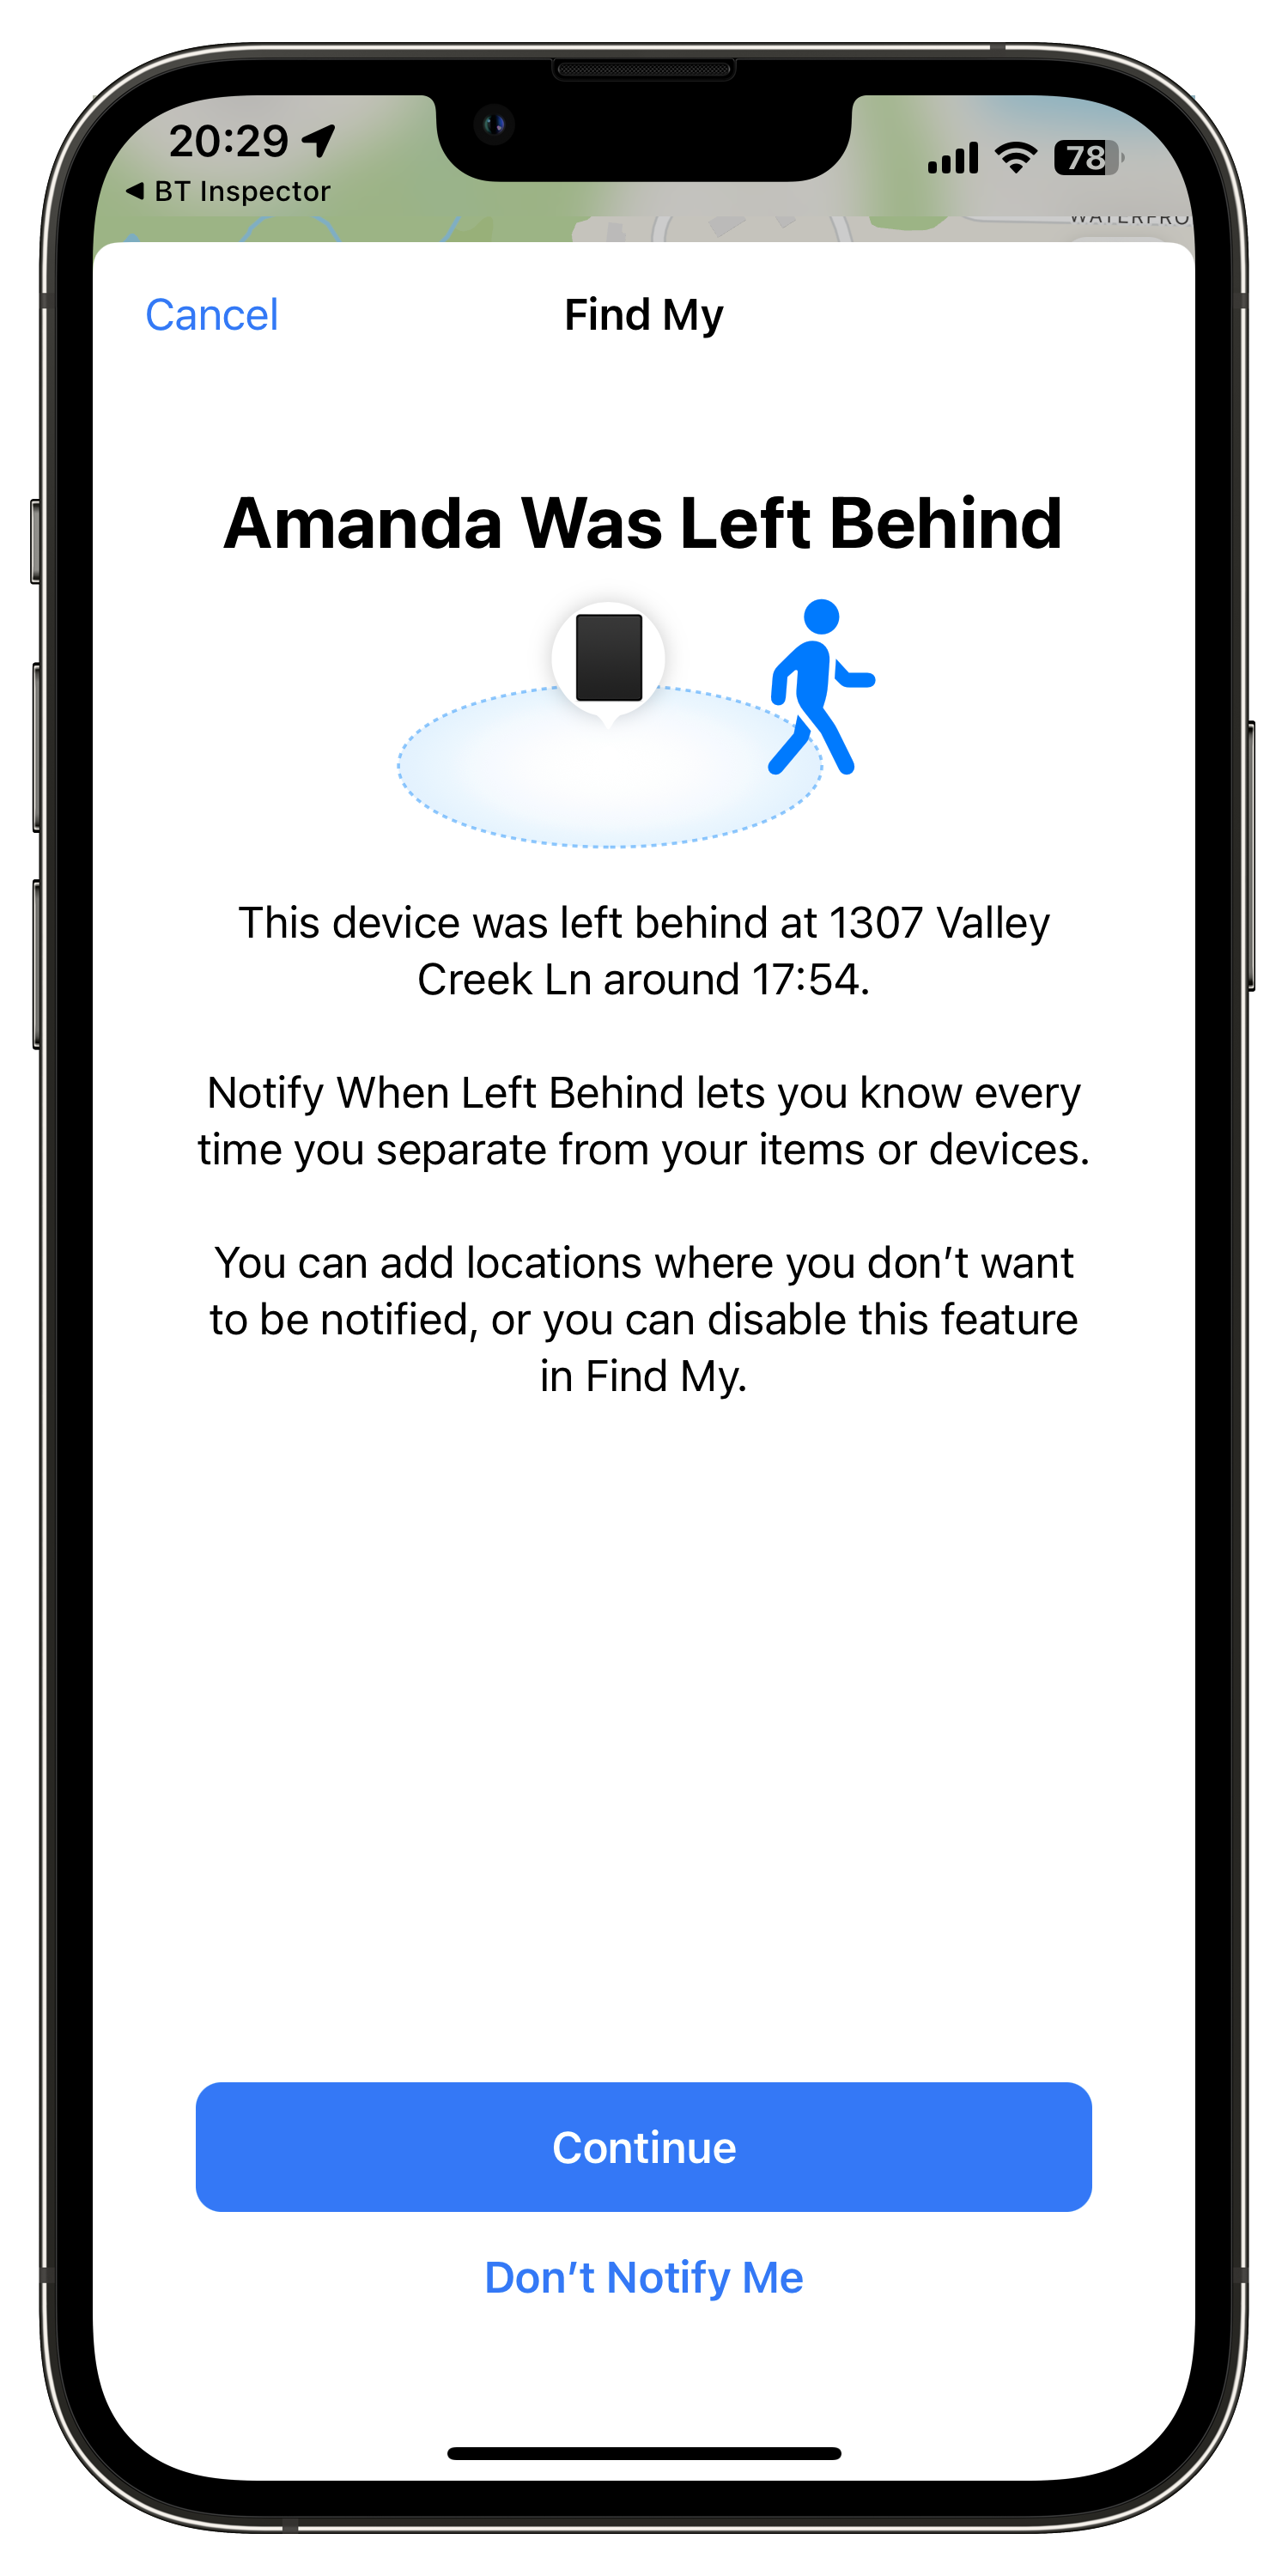 20:29
78
◀ BT Inspector
Cancel
Find My
Amanda Was Left Behind
This device was left behind at 1307 Valley
Creek Ln around 17:54.
Notify When Left Behind lets you know every
time you separate from your items or devices.
You can add locations where you don’t want
to be notified, or you can disable this feature
in Find My.
Continue
Don’t Notify Me